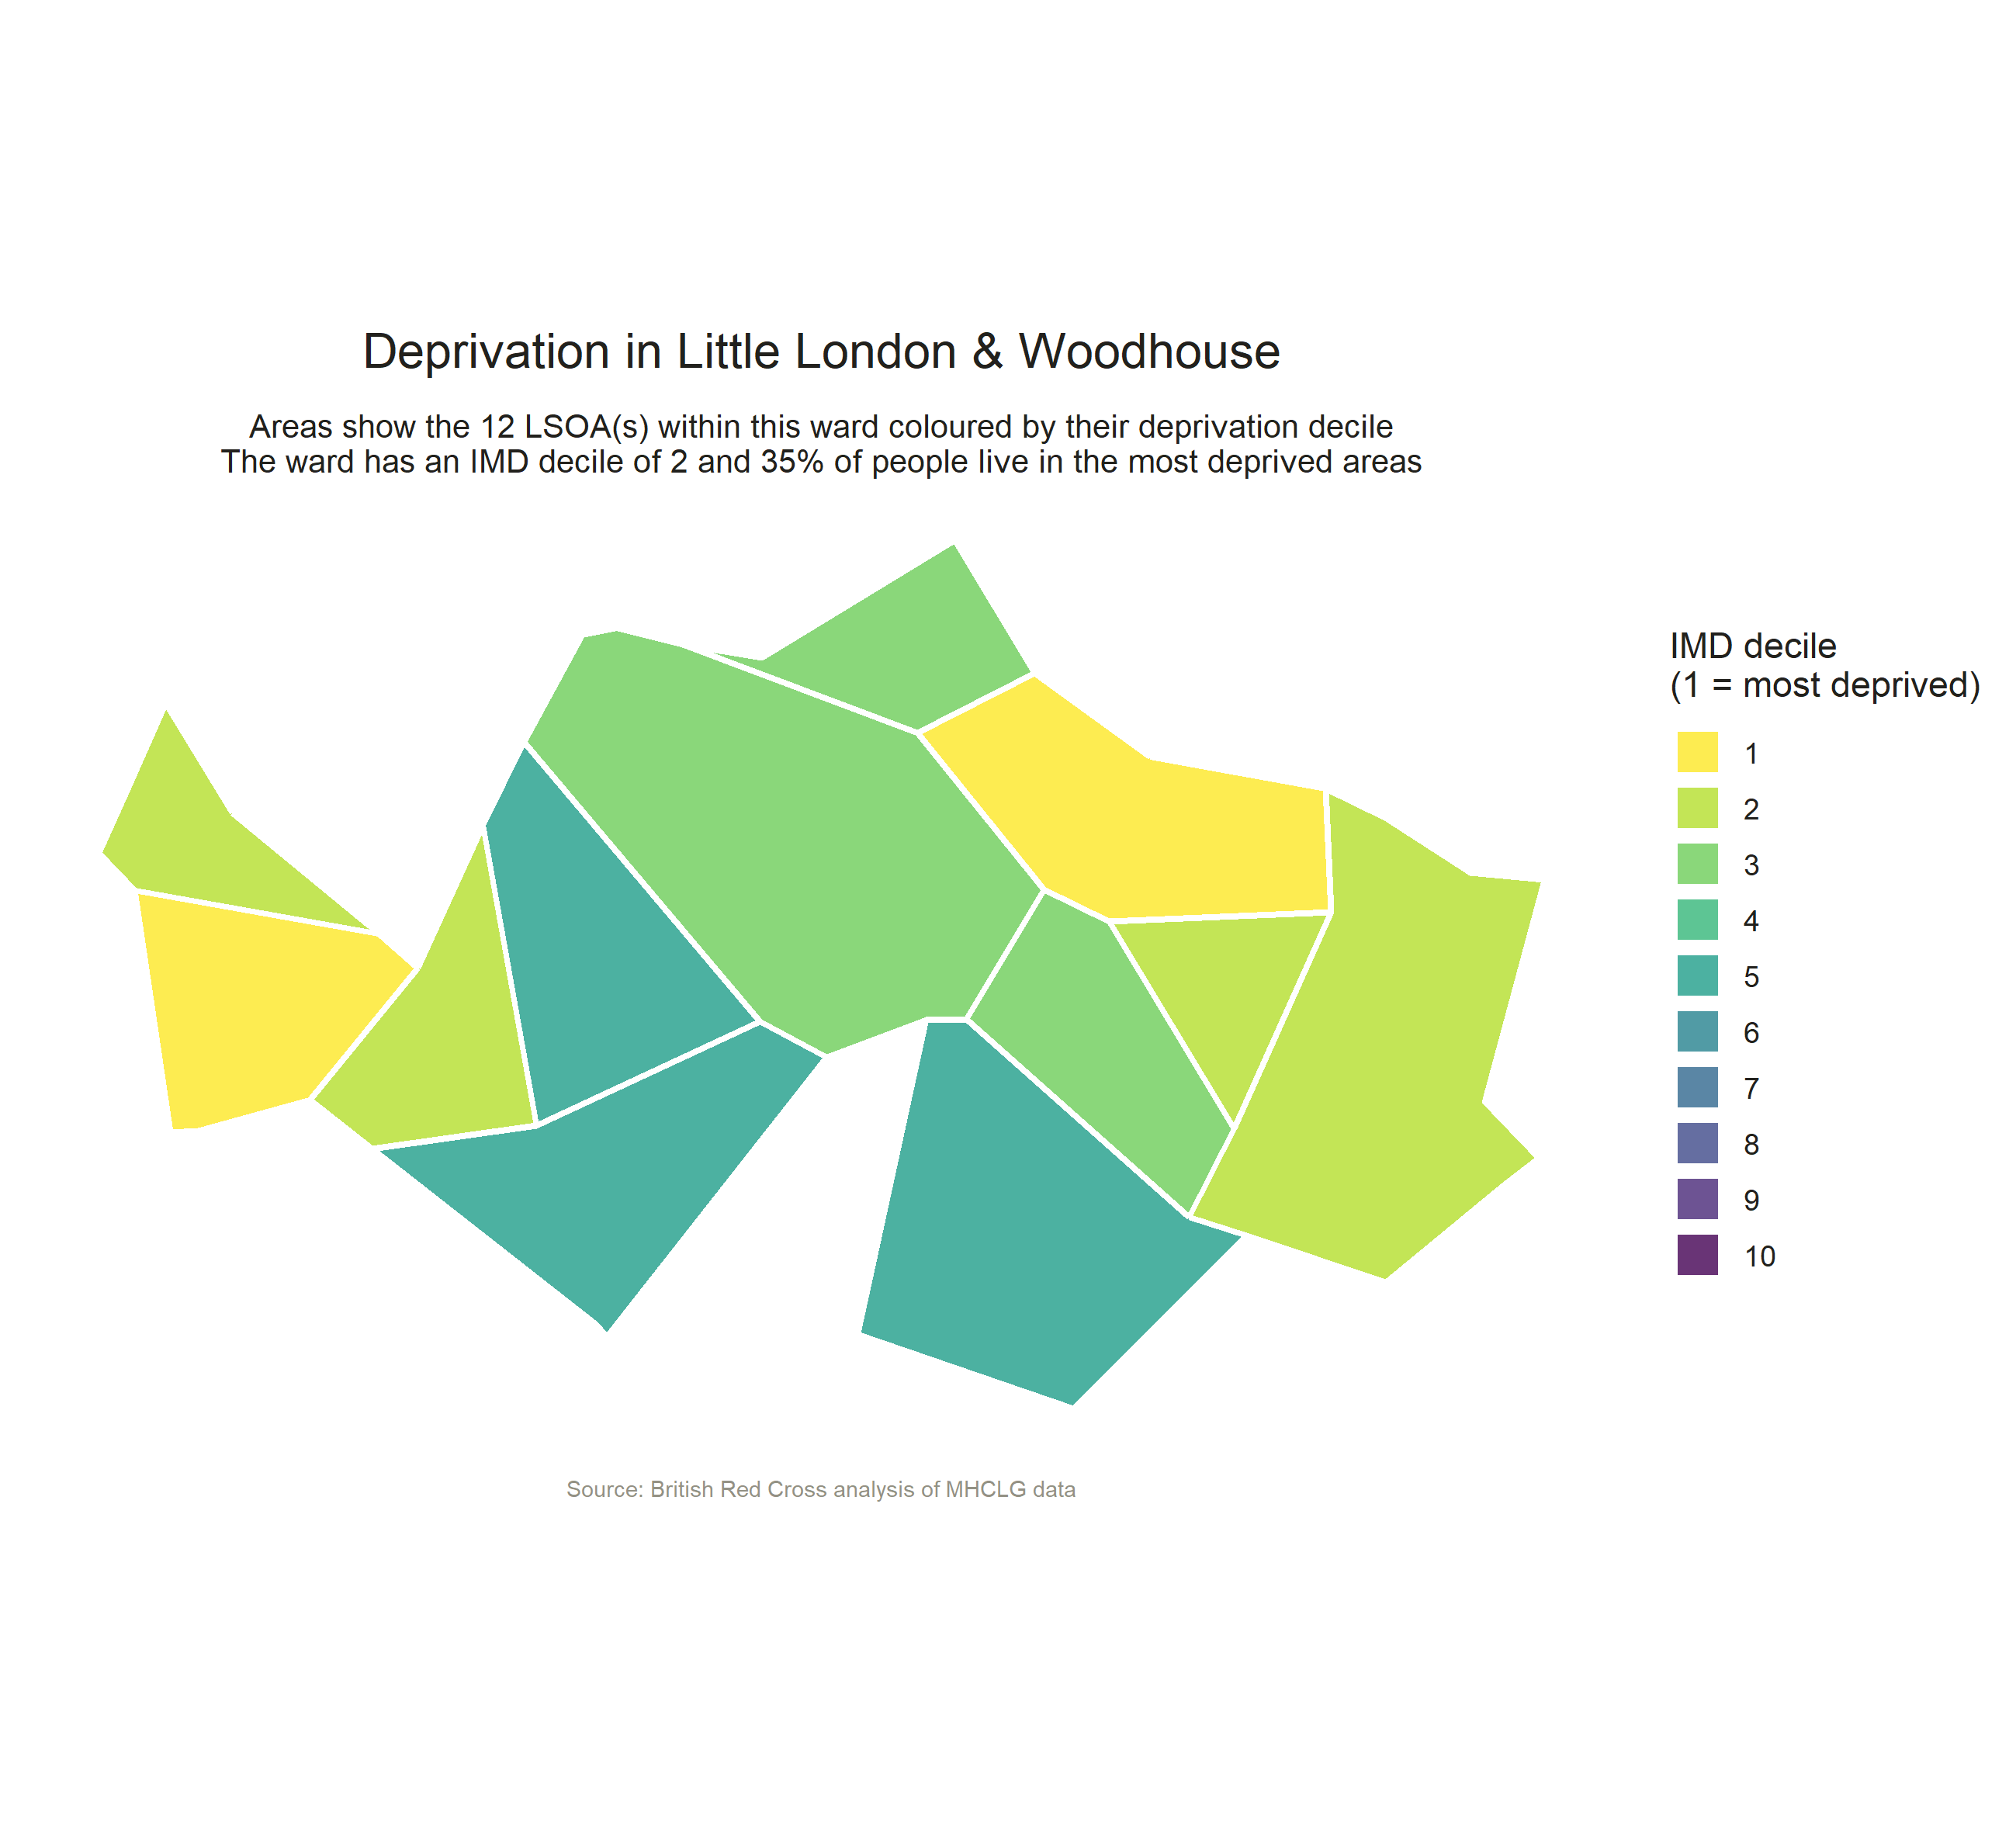 Deprivation in Little London & Woodhouse
Areas show the 12 LSOA(s) within this ward coloured by their deprivation decile
The ward has an IMD decile of 2 and 35% of people live in the most deprived areas
IMD decile
(1 = most deprived)
1
2
3
4
5
6
7
8
9
10
Source: British Red Cross analysis of MHCLG data